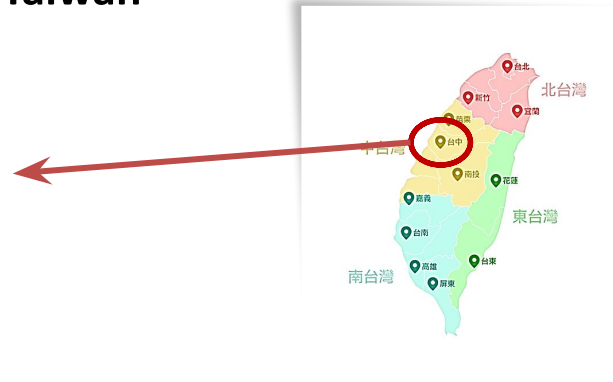 Taiwan
台北
北台灣
新竹
宜蘭
苗栗
台中
中台灣
南投
花蓮
嘉義
東台灣
台南
台東
高雄
南台灣
屏東